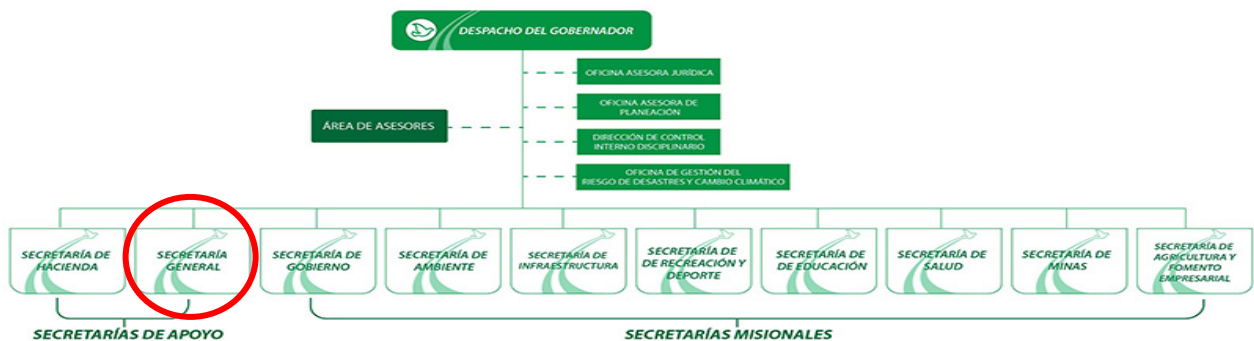 DESPACHO DEL GOBERNADOR
OFICINA ASESORA JURÍDICA
OFICINA ASESORA DE
PLANEACIÓN
ÁREA DE ASESORES
DIRECCIÓN DE CONTROL
INTERNO DISCIPLINARIO
OFICINA DE GESTIÓN DEL
RIESGO DE DESASTRES Y CAMBIO CLIMÁTICO
SECRETARÍA DE
HACIENDA
SECRETARÍA
GENERAL
SECRETARÍA DE
GOBIERNO
SECRETARÍA DE
AMBIENTE
SECRETARÍA DE
INFRAESTRUCTURA
SECRETARÍA DE
DE RECREACIÓN Y
DEPORTE
SECRETARÍA DE
DE EDUCACIÓN
SECRETARÍA DE
SALUD
SECRETARÍA DE
MINAS
SECRETARÍA DE
AGRICULTURA Y
FOMENTO
EMPRESARIAL
SECRETARÍAS DE APOYO
SECRETARÍAS MISIONALES